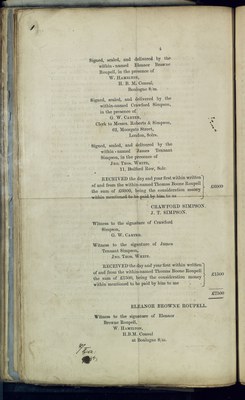 4
Signed, sealed, and delivered by the
within-named Eleanor Browne
Roupell, in the presence of
W. HAMILTON,
H. B. M. Consul,
Boulogne S/m.
Signed, sealed, and delivered by the
within-named Crawford Simpson,
in the presence of
G. W. CARTER,
Clerk to Messrs. Roberts & Simpson,
62, Moorgate Street,
London, Solrs.
Signed, sealed, and delivered by the
within-named James Tennant
Simpson, in the presence of
JNO. THOS. WHITE,
11, Bedford Row, Solr.
RECEIVED the day and year first within written
of and from the within-named Thomas Boone Roupell
the sum of being the consideration money
within mentioned to be paid by him to us
CRAWFORD SIMPSON.
J. T. SIMPSON.
Witness to the signature of Crawford
Simpson,
G. W. CARTER.
Witness to the signature of James
Tennant Simpson,
JNO. THOS. WHITE.
RECEIVED the day and year first within written
of and from the within-named Thomas Boone Roupell
the sum of £1500, being the consideration money
within mentioned to be paid by him to me
£1500
ELEANOR BROWNE ROUPELL.
Witness to the signature of Eleanor
Browne Roupell,
W. HAMILTON,
H.B.M. Consul
at Boulogne S/m.